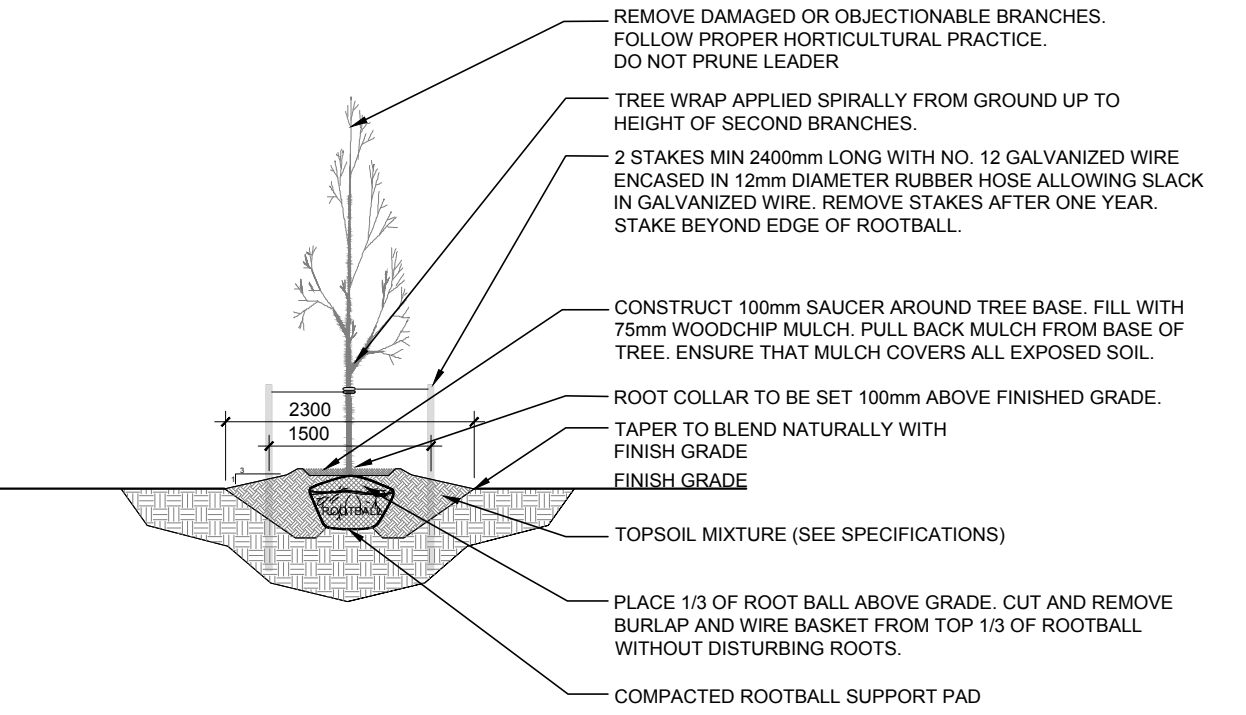 REMOVE DAMAGED OR OBJECTIONABLE BRANCHES.
FOLLOW PROPER HORTICULTURAL PRACTICE.
DO NOT PRUNE LEADER
TREE WRAP APPLIED SPIRALLY FROM GROUND UP TO
HEIGHT OF SECOND BRANCHES.
2 STAKES MIN 2400mm LONG WITH NO. 12 GALVANIZED WIRE
ENCASED IN 12mm DIAMETER RUBBER HOSE ALLOWING SLACK
IN GALVANIZED WIRE. REMOVE STAKES AFTER ONE YEAR.
STAKE BEYOND EDGE OF ROOTBALL.
CONSTRUCT 100mm SAUCER AROUND TREE BASE. FILL WITH
75mm WOODCHIP MULCH. PULL BACK MULCH FROM BASE OF
TREE. ENSURE THAT MULCH COVERS ALL EXPOSED SOIL.
ROOT COLLAR TO BE SET 100mm ABOVE FINISHED GRADE.
2300
1500
TAPER TO BLEND NATURALLY WITH
FINISH GRADE
FINISH GRADE
3
1
ROOTBALL
TOPSOIL MIXTURE (SEE SPECIFICATIONS)
PLACE 1/3 OF ROOT BALL ABOVE GRADE. CUT AND REMOVE
BURLAP AND WIRE BASKET FROM TOP 1/3 OF ROOTBALL
WITHOUT DISTURBING ROOTS.
COMPACTED ROOTBALL SUPPORT PAD